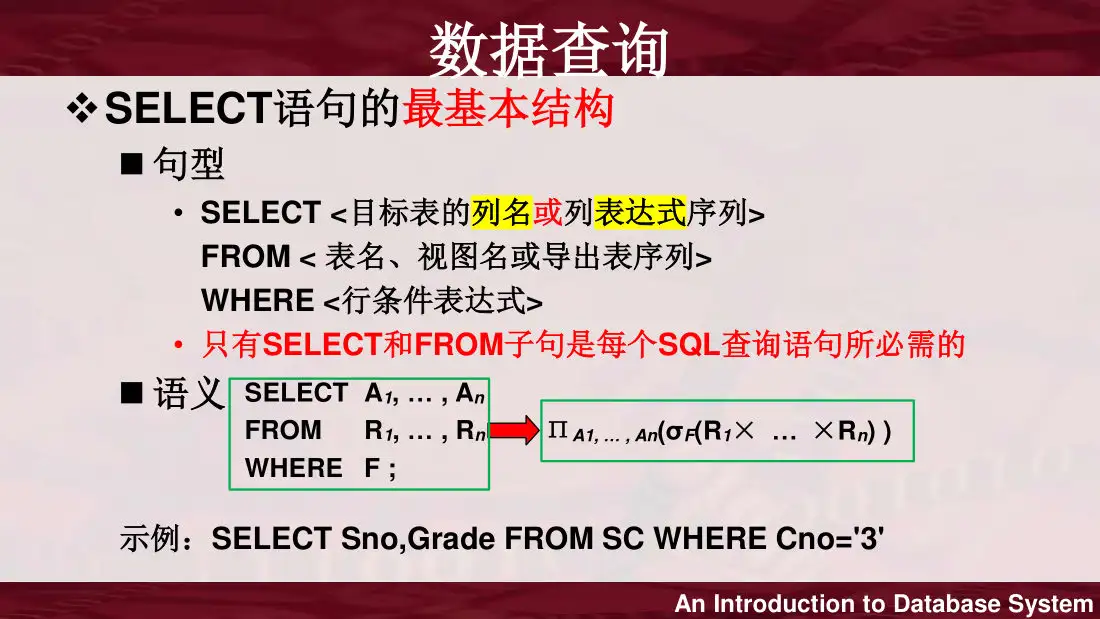 数据查询
❖SELECT语句的最基本结构
■ 句型
• SELECT <目标表的列名或列表达式序列>
FROM < 表名、视图名或导出表序列>
WHERE <行条件表达式>
• 只有SELECT和FROM子句是每个SQL查询语句所必需的
■ 语义
SELECT A1, … , An
FROM R1, … , Rn
WHERE F ;
Π A1, … , An(σF(R1× … ×Rn) )
示例：SELECT Sno,Grade FROM SC WHERE Cno='3'
An Introduction to Database System